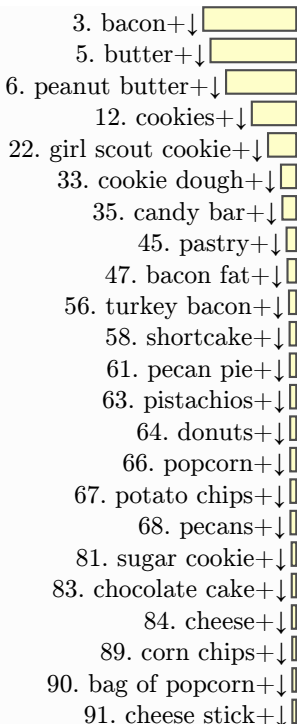 3. bacon+↓
5. butter+↓
6. peanut butter+↓
12. cookies+↓
22. girl scout cookie+↓
33. cookie dough+↓
35. candy bar+↓
45. pastry+↓
47. bacon fat+↓
56. turkey bacon+↓
58. shortcake+↓
61. pecan pie+↓
63. pistachios+↓
64. donuts+↓
66. popcorn+↓
67. potato chips+↓
68. pecans+↓
81. sugar cookie+↓
83. chocolate cake+↓
84. cheese+↓
89. corn chips+↓
90. bag of popcorn+↓
91. cheese stick+↓